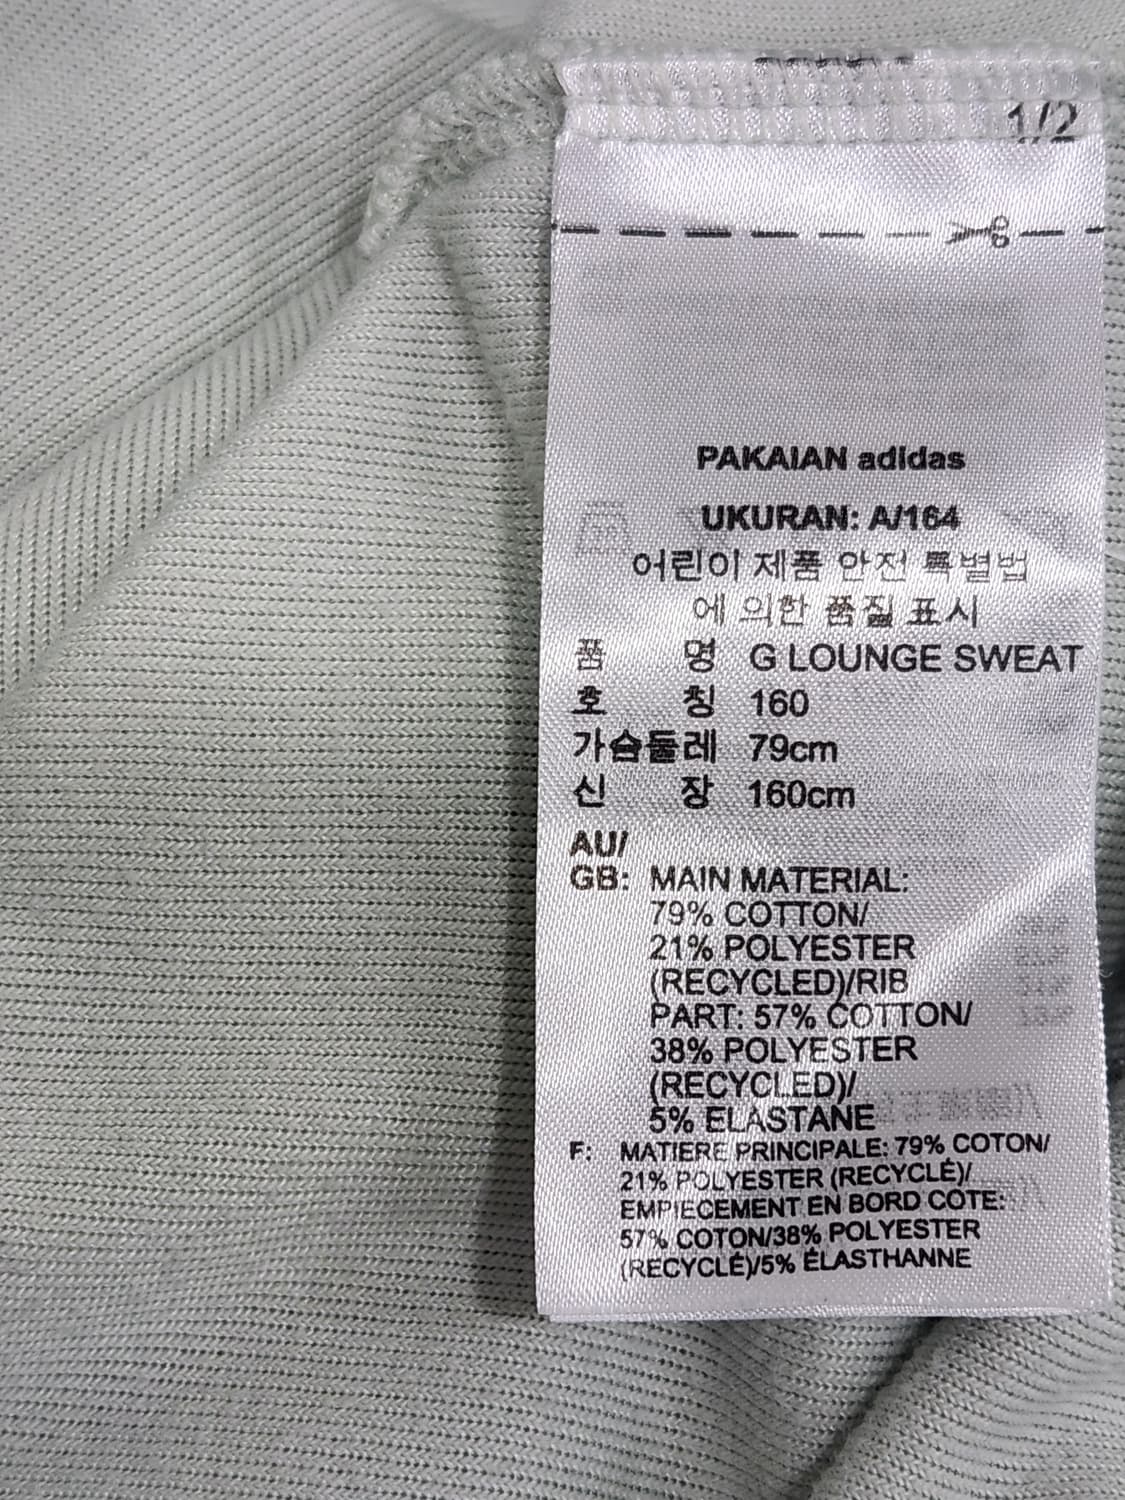 1/2
PAKAIAN adidas
UKURAN: A/164
어린이 제품 안전 특별법
에 의한 품질 표시
품 명 G LOUNGE SWEAT
호 칭 160
가슴둘레 79cm
신 장 160cm
AU/
GB: MAIN MATERIAL:
79% COTTON/
21% POLYESTER
(RECYCLED)/RIB
PART: 57% COTTON/
38% POLYESTER
(RECYCLED)/
5% ELASTANE
F: MATIERE PRINCIPALE: 79% COTON/
21% POLYESTER (RECYCLÉ)/
EMPIECEMENT EN BORD COTE:
57% COTON/38% POLYESTER
(RECYCLÉ)/5% ÉLASTHANNE